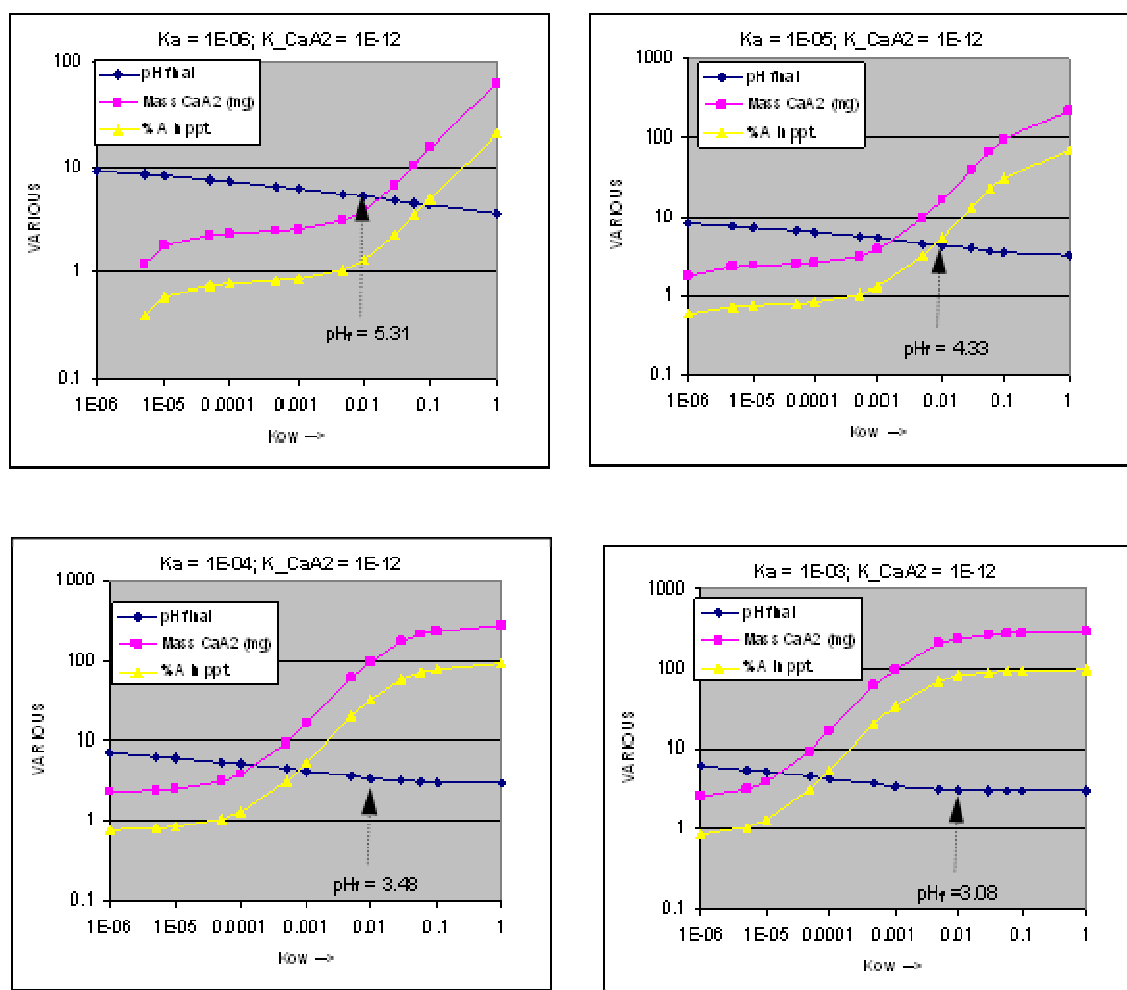 Ka = 1E-06; K_CaA2 = 1E-12
100
10
1
0.1
VARIOUS
pH final
Mass CaA2 (mg)
% A in ppt.
pHf = 5.31
1E-06 1E-05 0.0001 0.001 0.01 0.1 1
Kow -->
Ka = 1E-05; K_CaA2 = 1E-12
1000
100
10
1
0.1
VARIOUS
pH final
Mass CaA2 (mg)
% A in ppt.
pHf = 4.33
1E-06 1E-05 0.0001 0.001 0.01 0.1 1
Kow -->
Ka = 1E-04; K_CaA2 = 1E-12
1000
100
10
1
0.1
VARIOUS
pH final
Mass CaA2 (mg)
% A in ppt.
pHf = 3.48
1E-06 1E-05 0.0001 0.001 0.01 0.1 1
Kow -->
Ka = 1E-03; K_CaA2 = 1E-12
1000
100
10
1
0.1
VARIOUS
pH final
Mass CaA2 (mg)
% A in ppt.
pHf =3.08
1E-06 1E-05 0.0001 0.001 0.01 0.1 1
Kow -->